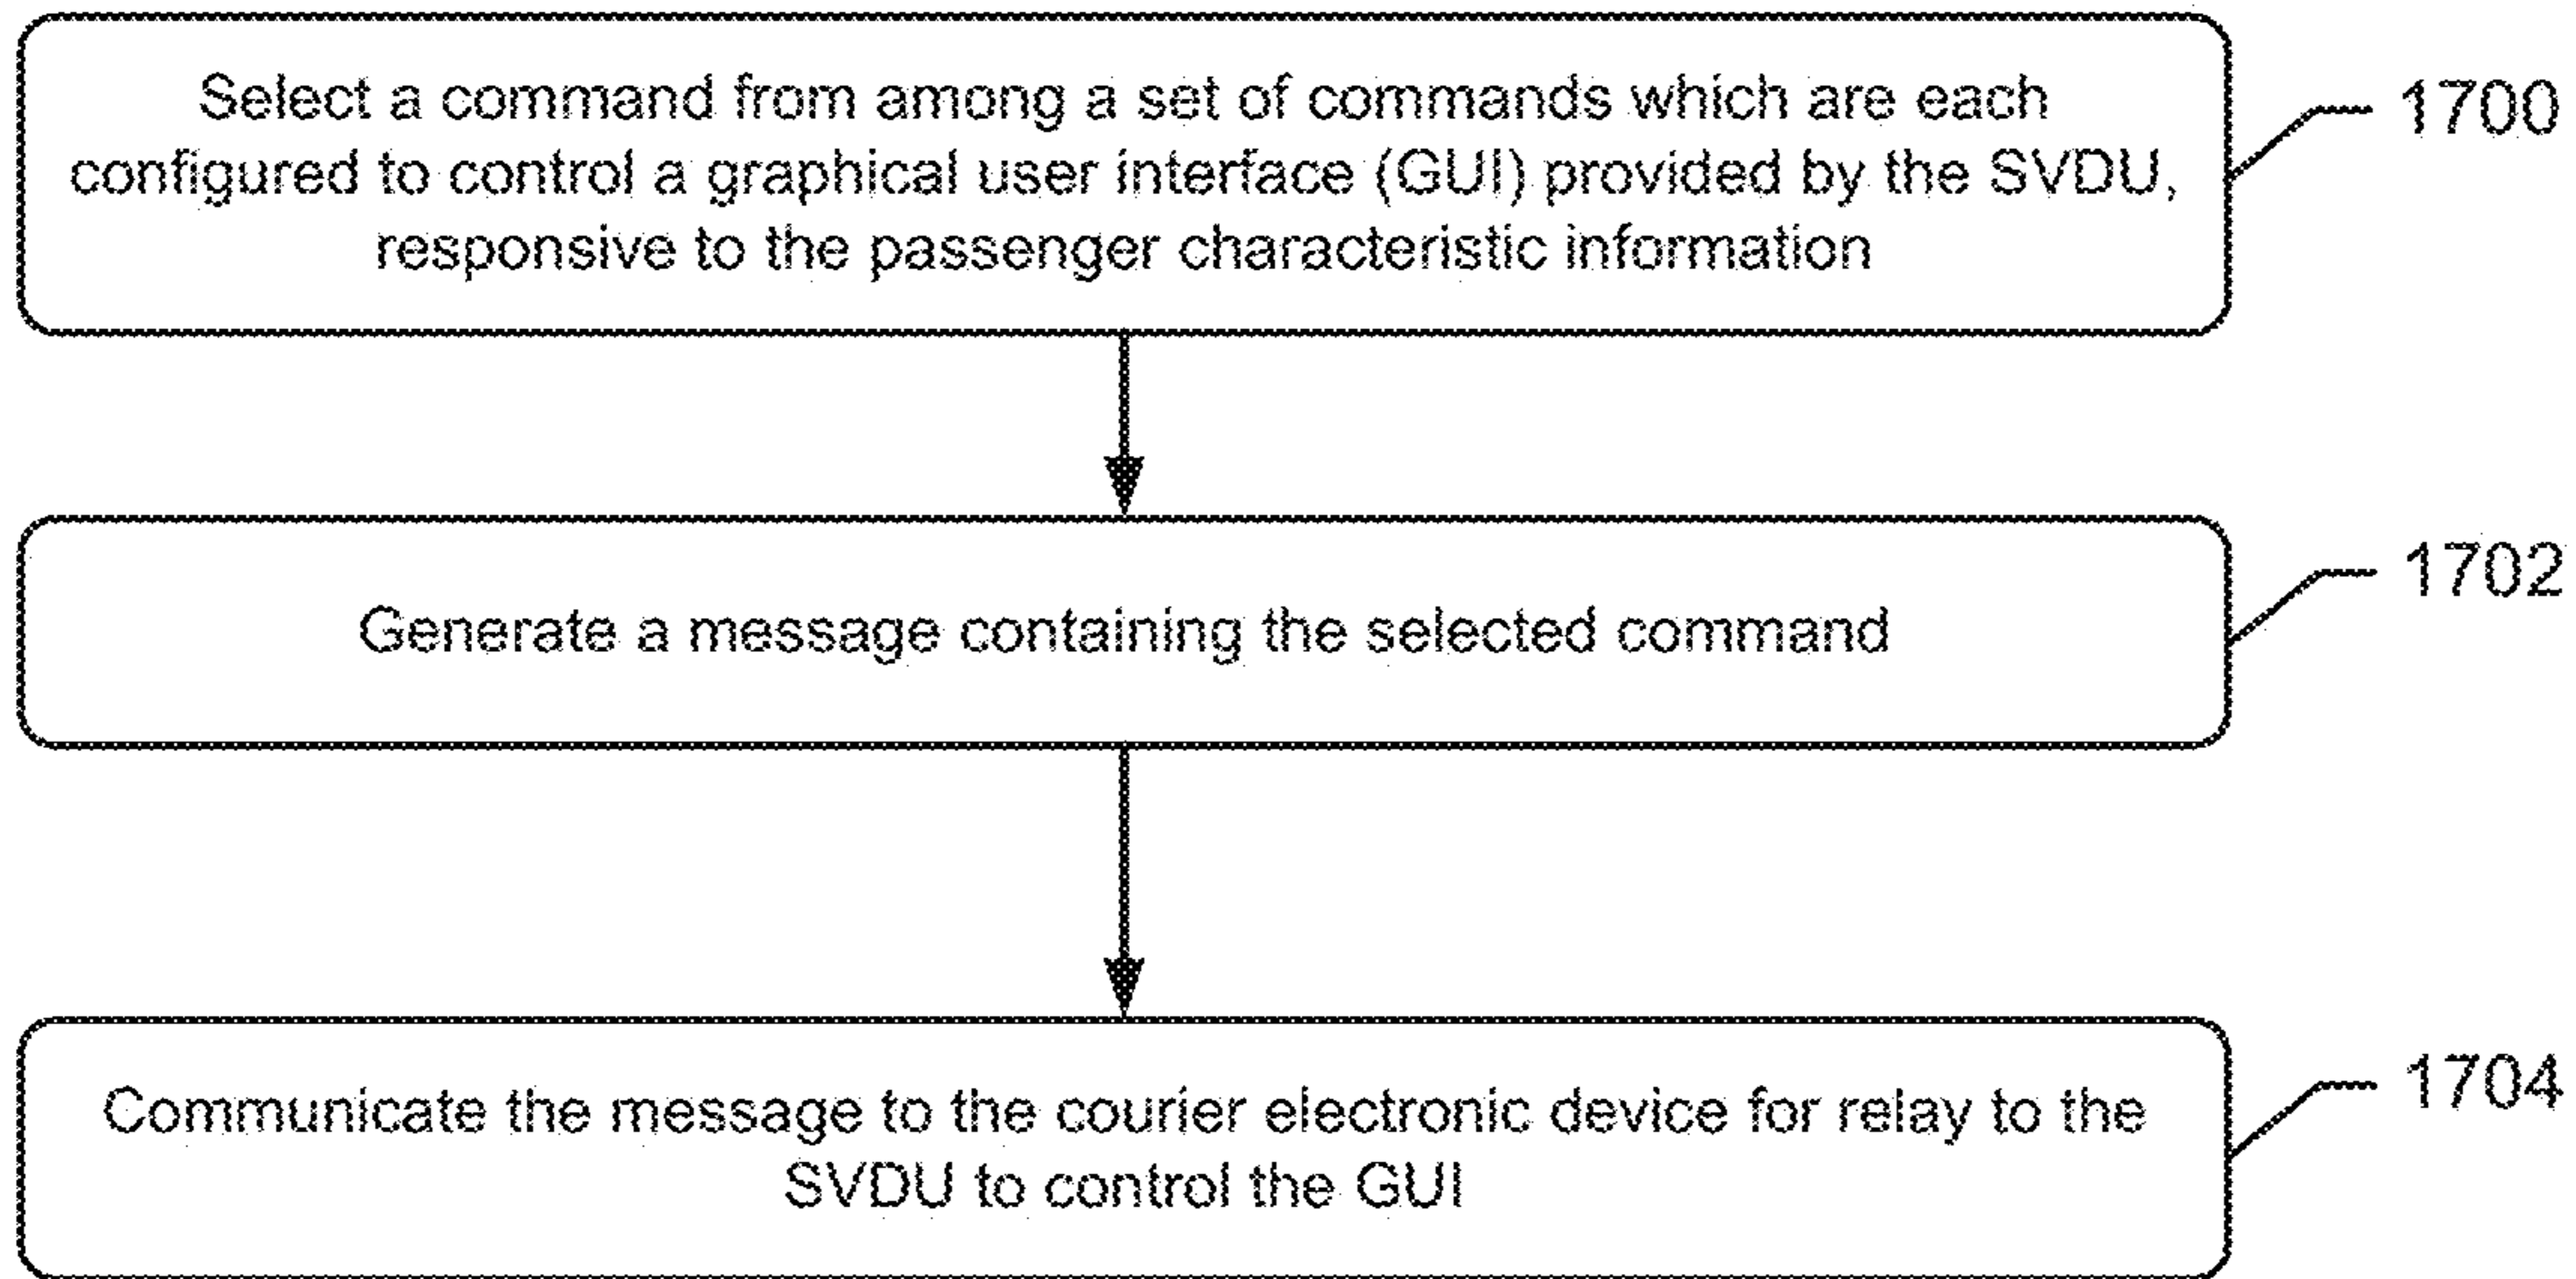 Select a command from among a set of commands which are each
configured to control a graphical user interface (GUI) provided by the SVDU,
responsive to the passenger characteristic information
1700
Generate a message containing the selected command
1702
Communicate the message to the courier electronic device for relay to the
SVDU to control the GUI
1704